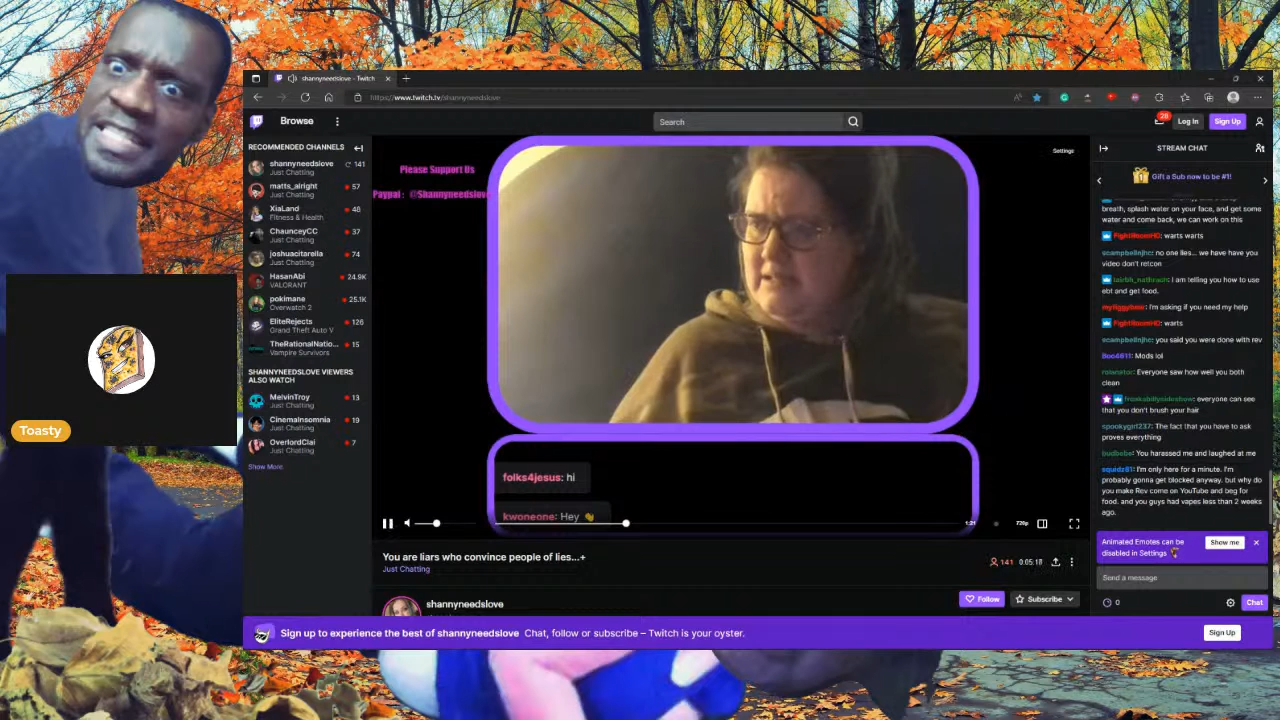 shannyneedslove - Twitch
https://www.twitch.tv/shannyneedslove
Browse
Search
28
Log In
Sign Up
RECOMMENDED CHANNELS
shannyneedslove
141
Just Chatting
matts_alright
57
Just Chatting
XiaLand
48
Fitness & Health
ChaunceyCC
37
Just Chatting
joshuacitarella
74
Just Chatting
HasanAbi
24.9K
VALORANT
pokimane
25.1K
Overwatch 2
EliteRejects
126
Grand Theft Auto V
TheRationalNatio...
15
Vampire Survivors
SHANNYNEEDSLOVE VIEWERS
ALSO WATCH
MelvinTroy
13
Just Chatting
CinemaInsomnia
19
Just Chatting
OverlordClai
7
Just Chatting
Show More
Toasty
Please Support Us
Paypal : @Shannyneedslove
Settings
folks4jesus: hi
kwoneone: Hey
1:21
720p
You are liars who convince people of lies...+
Just Chatting
141
0:05:18
shannyneedslove
Follow
Subscribe
STREAM CHAT
Gift a Sub now to be #1!
breath, splash water on your face, and get some
water and come back, we can work on this
FightRoomHD: warts warts
scampbellnjhc: no one lies... we have have you
video don't retcon
I am telling you how to use
ebt and get food.
I'm asking if you need my help
FightRoomHD: warts
scampbellnjhc: you said you were done with rev
Boo4911: Mods lol
Everyone saw how well you both
clean
everyone can see
that you don't brush your hair
spookygirl237: The fact that you have to ask
proves everything
budbebe: You harassed me and laughed at me
squidz81: I'm only here for a minute. I'm
probably gonna get blocked anyway. but why do
you make Rev come on YouTube and beg for
food. and you guys had vapes less than 2 weeks
ago.
Animated Emotes can be
disabled in Settings
Show me
Send a message
0
Chat
Sign up to experience the best of shannyneedslove Chat, follow or subscribe – Twitch is your oyster.
Sign Up